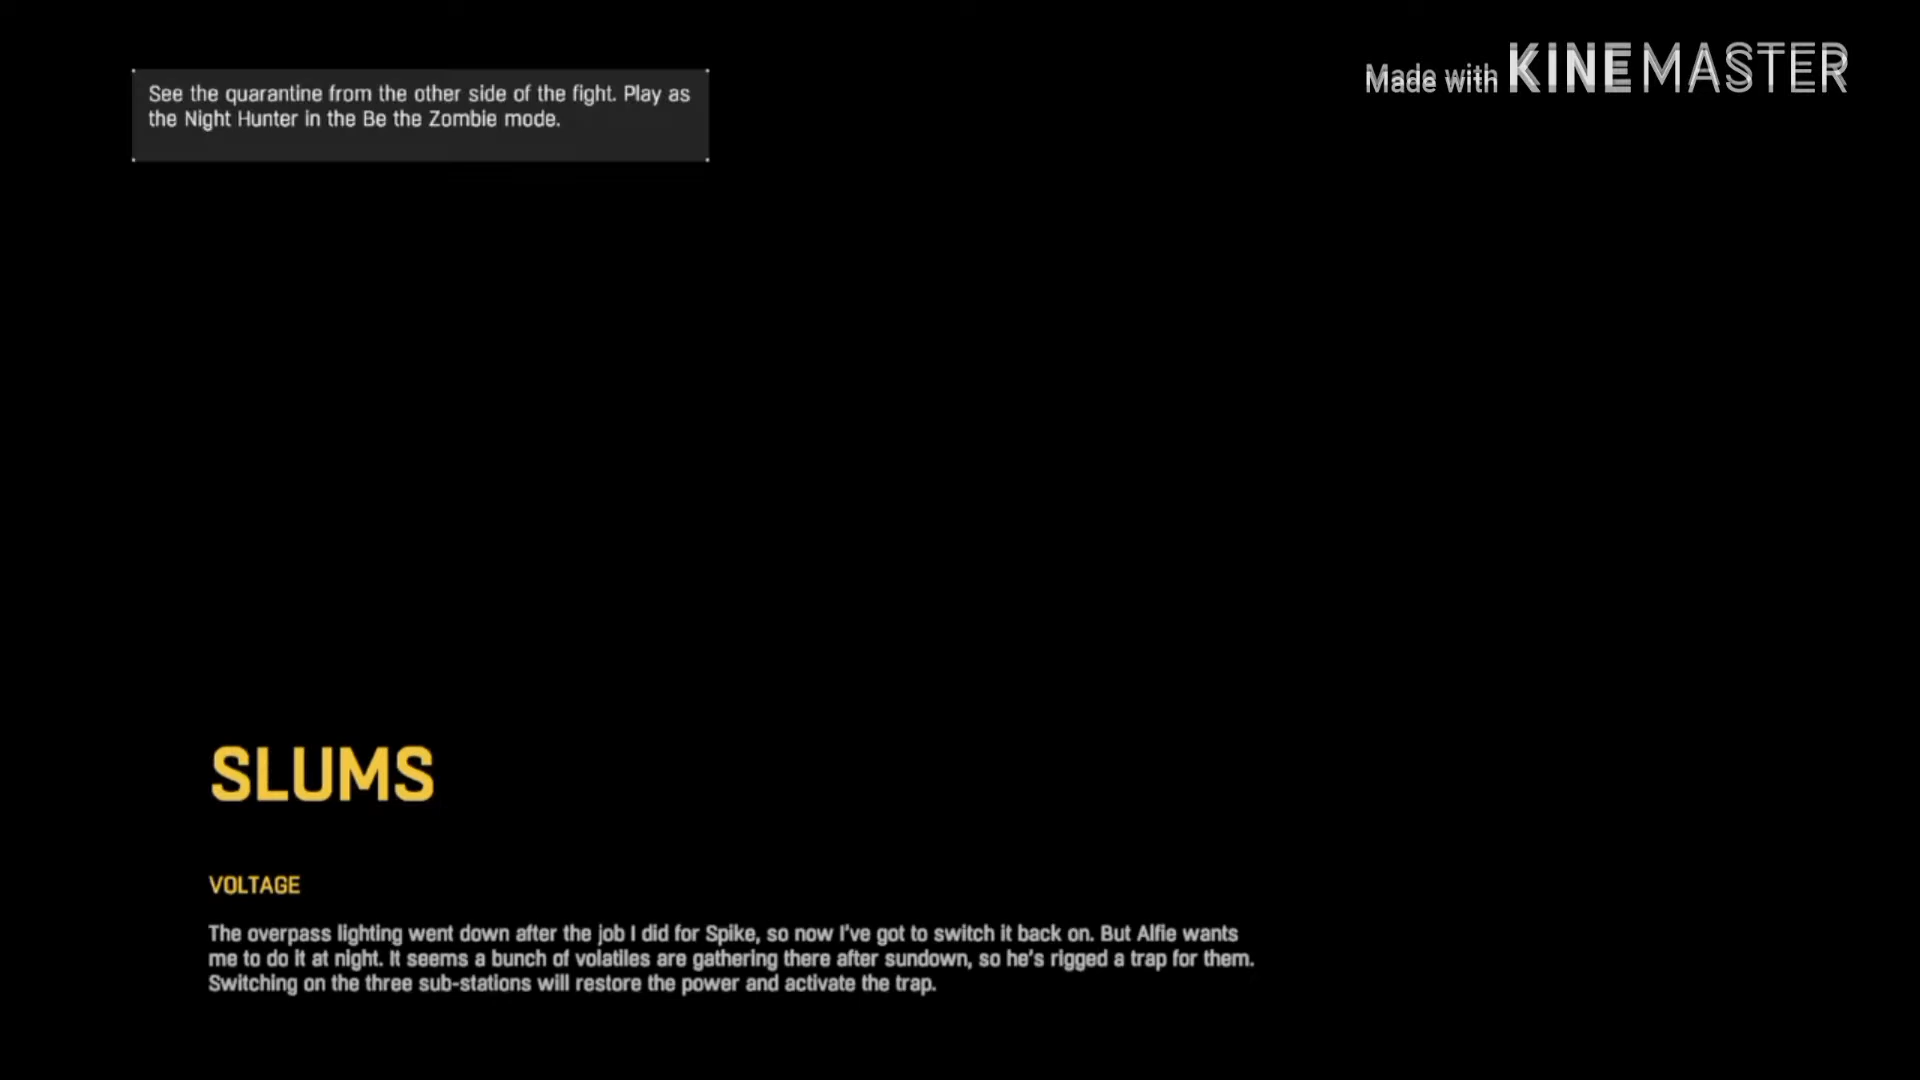 See the quarantine from the other side of the fight. Play as
the Night Hunter in the Be the Zombie mode.
Made with KINEMASTER
SLUMS
VOLTAGE
The overpass lighting went down after the job I did for Spike, so now I've got to switch it back on. But Alfie wants
me to do it at night. It seems a bunch of volatiles are gathering there after sundown, so he's rigged a trap for them.
Switching on the three sub-stations will restore the power and activate the trap.